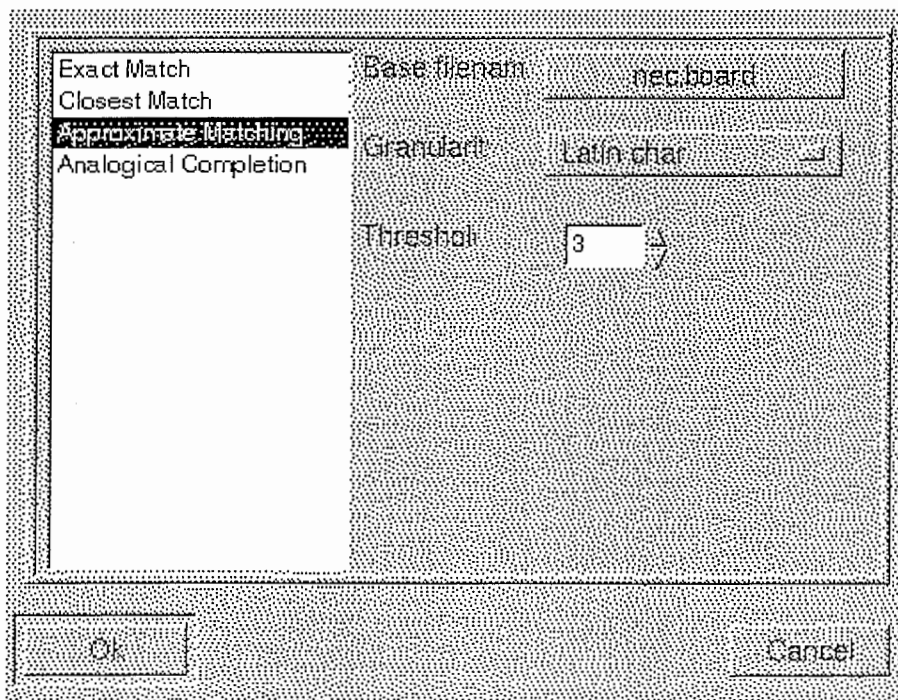 Exact Match
Closest Match
Approximate Matching
Analogical Completion
Base filenam nec.board
Granularit Latin char
Threshol 3
Ok Cancel